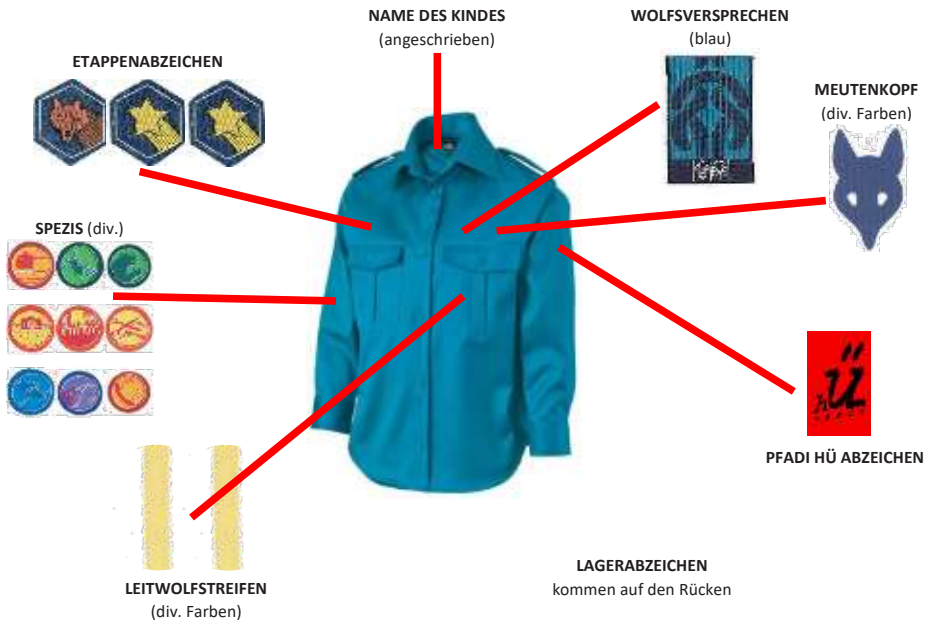 NAME DES KINDES
(angeschrieben)
WOLFSVERSPRECHEN
(blau)
ETAPPENABZEICHEN
MEUTENKOPF
(div. Farben)
SPEZIS (div.)
HÜ
PFADI HÜ ABZEICHEN
LEITWOLFSTREIFEN
(div. Farben)
LAGERABZEICHEN
kommen auf den Rücken